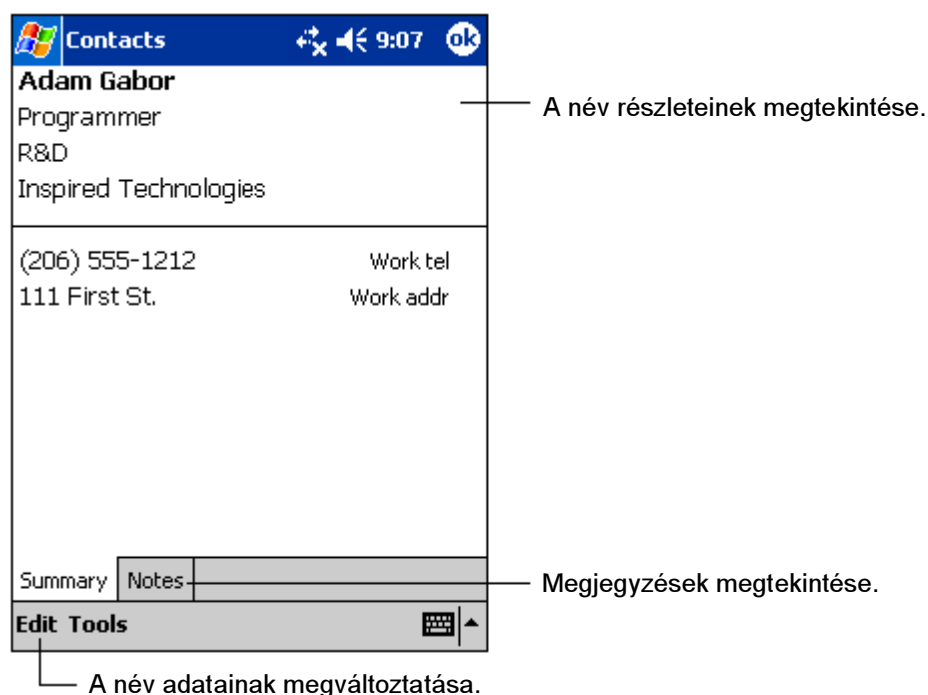 Contacts 9:07 ok
Adam Gabor
A név részleteinek megtekintése.
Programmer
R&D
Inspired Technologies
(206) 555-1212 Work tel
111 First St. Work addr
Summary Notes
Megjegyzések megtekintése.
Edit Tools
A név adatainak megváltoztatása.